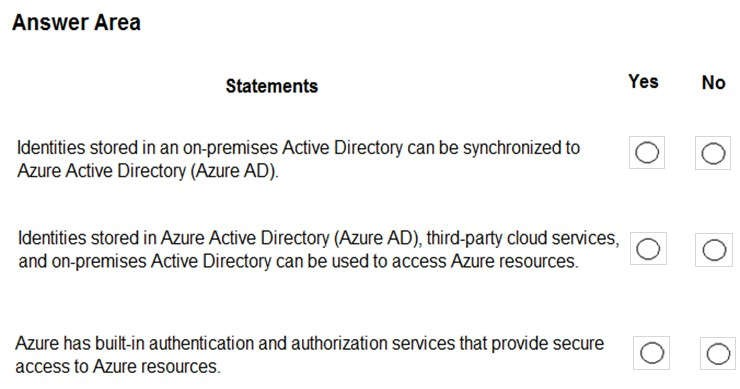 Answer Area
Statements Yes No
Identities stored in an on-premises Active Directory can be synchronized to
Azure Active Directory (Azure AD).
Identities stored in Azure Active Directory (Azure AD), third-party cloud services,
and on-premises Active Directory can be used to access Azure resources.
Azure has built-in authentication and authorization services that provide secure
access to Azure resources.